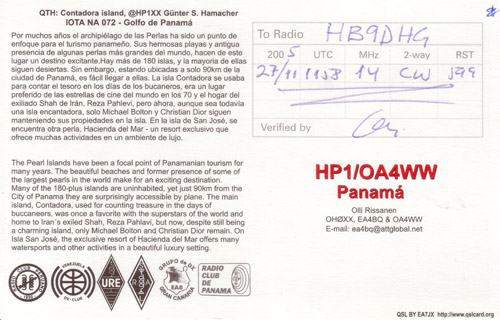 QTH: Contadora island, @HP1XX Günter S. Hamacher
IOTA NA 072 - Golfo de Panamá
Por muchos años el archipiélago de las Perlas ha sido un punto de
enfoque para el turismo panameño. Sus hermosas playas y antigua
presencia de algunas perlas más grandes del mundo, hacen de este
lugar un destino excitante.Hay más de 180 islas, y la mayoría de ellas
siguen desiertas. Sin embargo, estando ubicadas a solo 90km de la
ciudad de Panamá, es fácil llegar a ellas. La isla Contadora se usaba
para contar el tesoro en los días de los bucaneros, era un lugar
preferido de las estrellas de cine del mundo en los 70 y el hogar del
exiliado Shah de Irán, Reza Pahlevi, pero ahora, aunque sea todavía
una isla encantadora, solo Michael Bolton y Christian Dior siguen
manteniendo sus propiedades en la isla. En la isla de San José, se
encuentra otra perla, Hacienda del Mar - un resort exclusivo que
ofrece muchas actividades en un ambiente de lujo.
The Pearl Islands have been a focal point of Panamanian tourism for
many years. The beautiful beaches and former presence of some of
the largest pearls in the world make for an exciting destination.
Many of the 180-plus islands are uninhabited, yet just 90km from the
City of Panama they are surprisingly accessible by plane. The main
island, Contadora, used for counting treasure in the days of
buccaneers, was once a favorite with the superstars of the world and
home to Iran´s exiled Shah, Reza Pahlavi, but now, despite still being
a charming island, only Michael Bolton and Christian Dior remain. On
Isla San José, the exclusive resort of Hacienda del Mar offers many
watersports and other activities in a beautiful luxury setting.
To Radio HB9DHG
2005 UTC MHz 2-way RST
27/11 1158 14 CW 599
Verified by
HP1/OA4WW
Panamá
Olli Rissanen
OHØXX, EA4BQ & OA4WW
E-mail: ea4bq@attglobal.net
VENEZUELA
DX-CLUB
URE
GRUPO DE DX
EA8
GRAN CANARIA
RADIO
CLUB DE
PANAMA
QSL BY EA7JX / www.qslcard.org